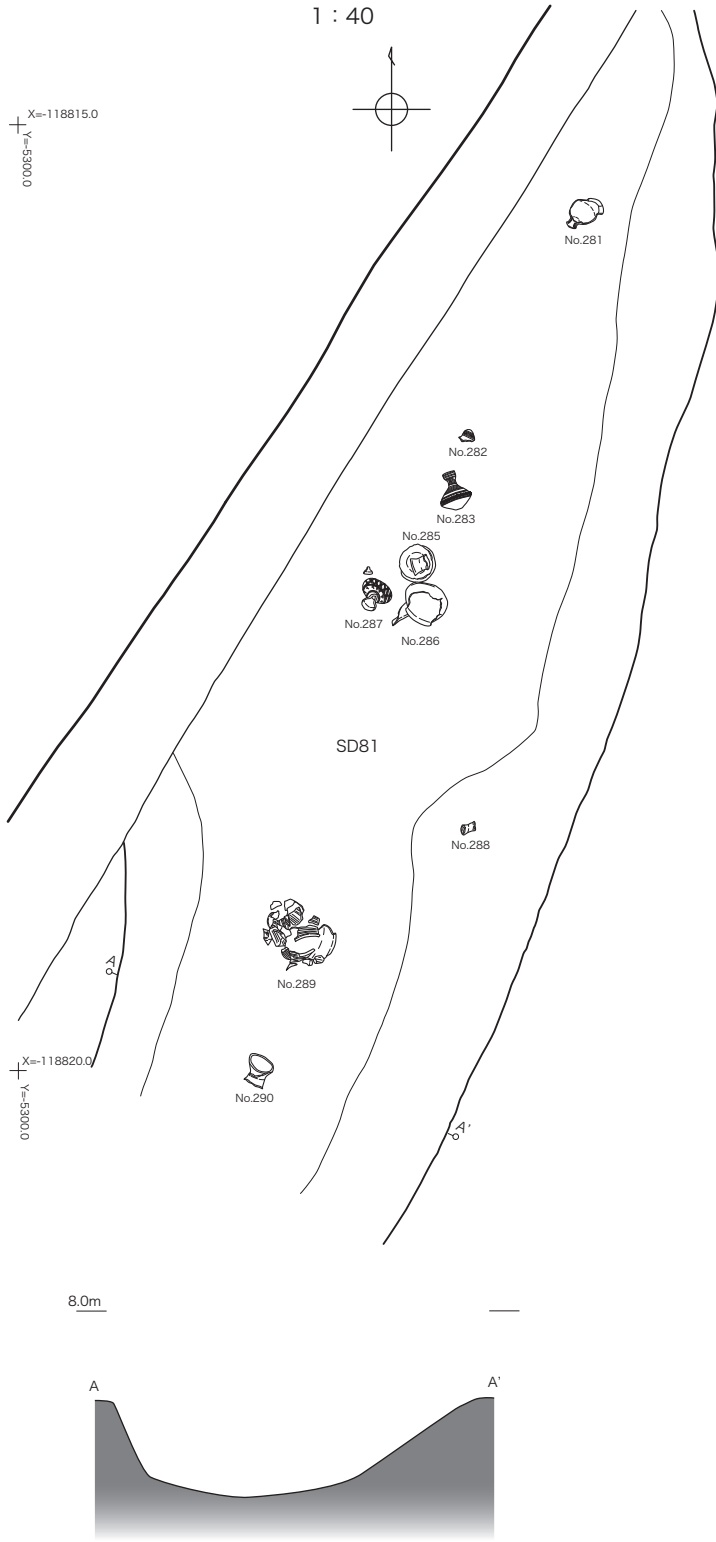 1：40
X=-118815.0
Y=-5300.0
No.281
No.282
No.283
No.285
No.287
No.286
SD81
No.288
A
No.289
X=-118820.0
Y=-5300.0
No.290
A'
8.0m
A
A'